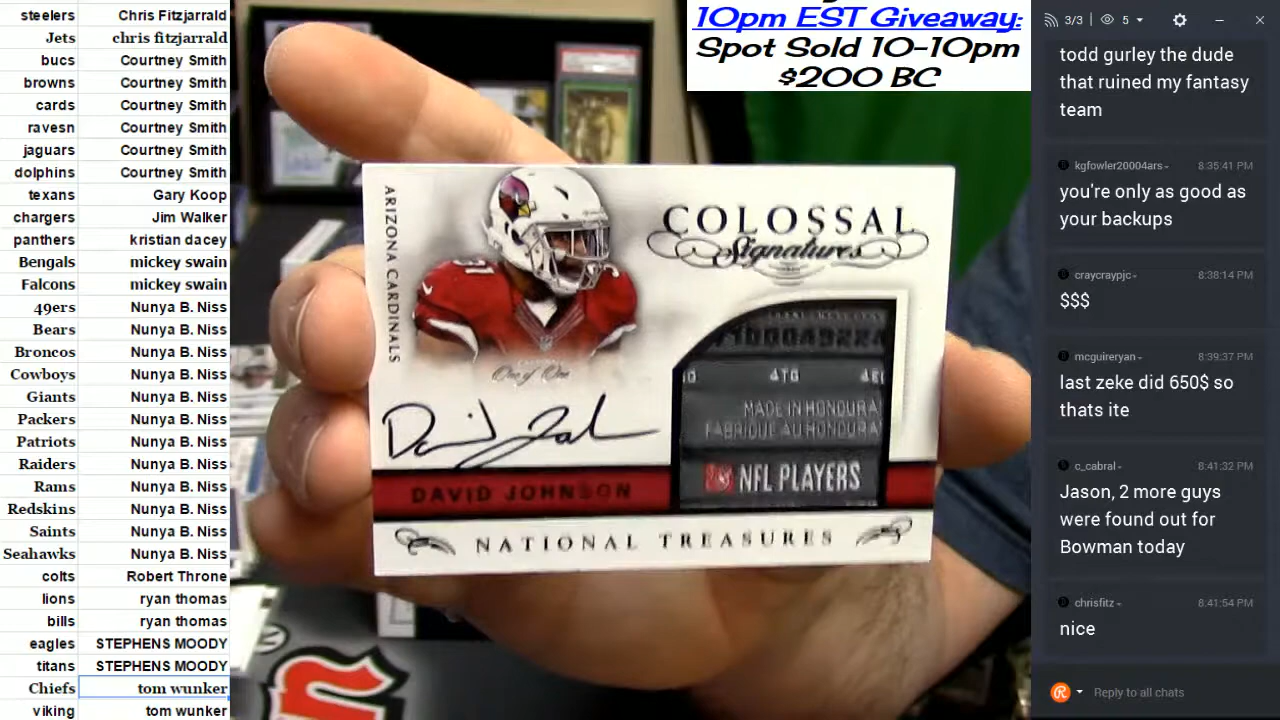 steelers Chris Fitzjarrald
Jets chris fitzjarrald
bucs Courtney Smith
browns Courtney Smith
cards Courtney Smith
ravesn Courtney Smith
jaguars Courtney Smith
dolphins Courtney Smith
texans Gary Koop
chargers Jim Walker
panthers kristian dacey
Bengals mickey swain
Falcons mickey swain
49ers Nunya B. Niss
Bears Nunya B. Niss
Broncos Nunya B. Niss
Cowboys Nunya B. Niss
Giants Nunya B. Niss
Packers Nunya B. Niss
Patriots Nunya B. Niss
Raiders Nunya B. Niss
Rams Nunya B. Niss
Redskins Nunya B. Niss
Saints Nunya B. Niss
Seahawks Nunya B. Niss
colts Robert Throne
lions ryan thomas
bills ryan thomas
eagles STEPHENS MOODY
titans STEPHENS MOODY
Chiefs tom wunker
viking tom wunker
10pm EST Giveaway:
Spot Sold 10-10pm
$200 BC
ARIZONA CARDINALS
31
COLOSSAL
Signatures
One of One
4TG
MADE IN HONDURA
FABRIQUE AU HONDURA
NFL PLAYERS
DAVID JOHNSON
NATIONAL TREASURES
3/3 5
todd gurley the dude
that ruined my fantasy
team
kgfowler20004ars 8:35:41 PM
you're only as good as
your backups
craycraypjc 8:38:14 PM
$$$
mcguireryan 8:39:37 PM
last zeke did 650$ so
thats ite
c_cabral 8:41:32 PM
Jason, 2 more guys
were found out for
Bowman today
chrisfitz 8:41:54 PM
nice
Reply to all chats